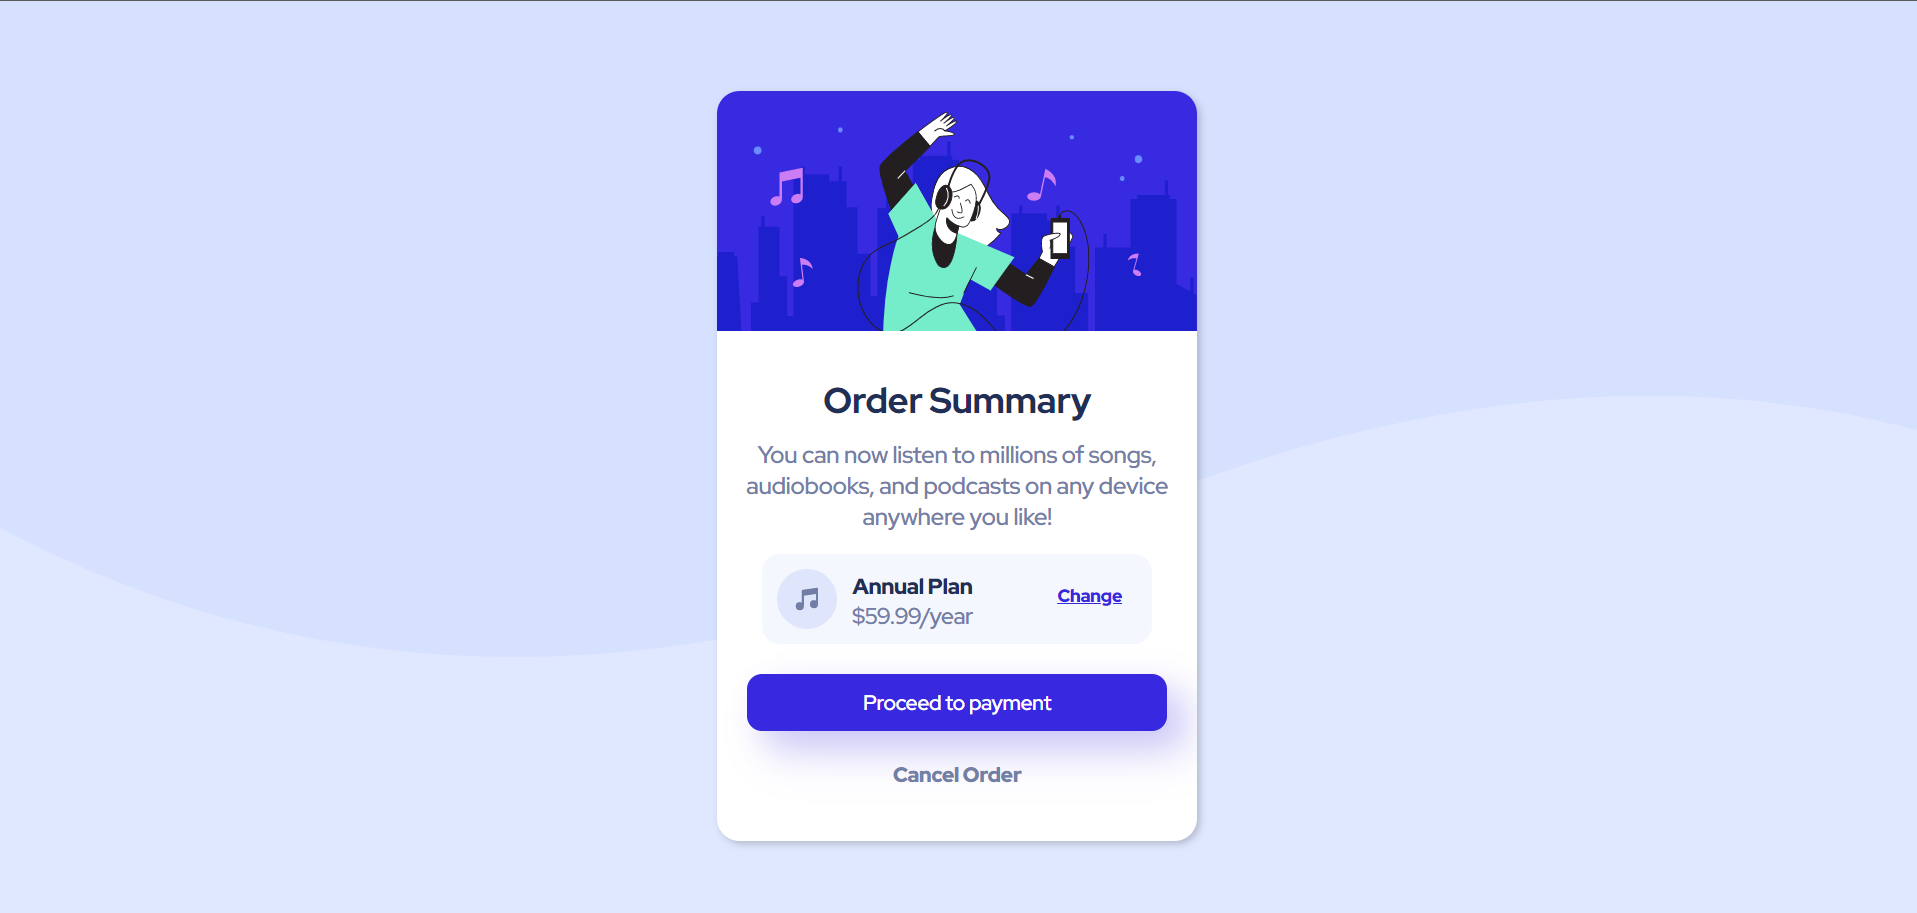 Order Summary
You can now listen to millions of songs,
audiobooks, and podcasts on any device
anywhere you like!
Annual Plan
Change
$59.99/year
Proceed to payment
Cancel Order